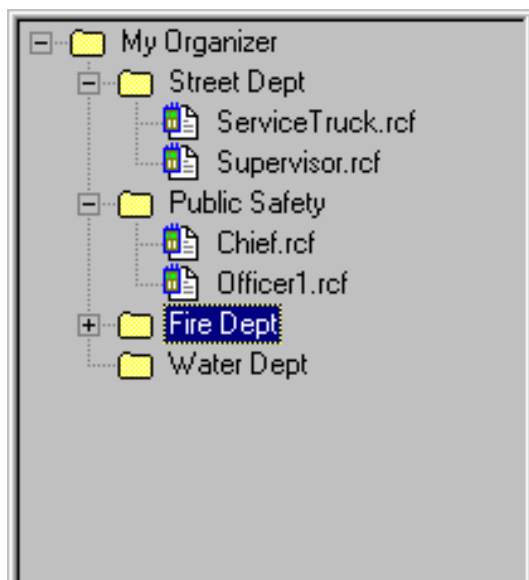 My Organizer
Street Dept
ServiceTruck.rcf
Supervisor.rcf
Public Safety
Chief.rcf
Officer1.rcf
Fire Dept
Water Dept